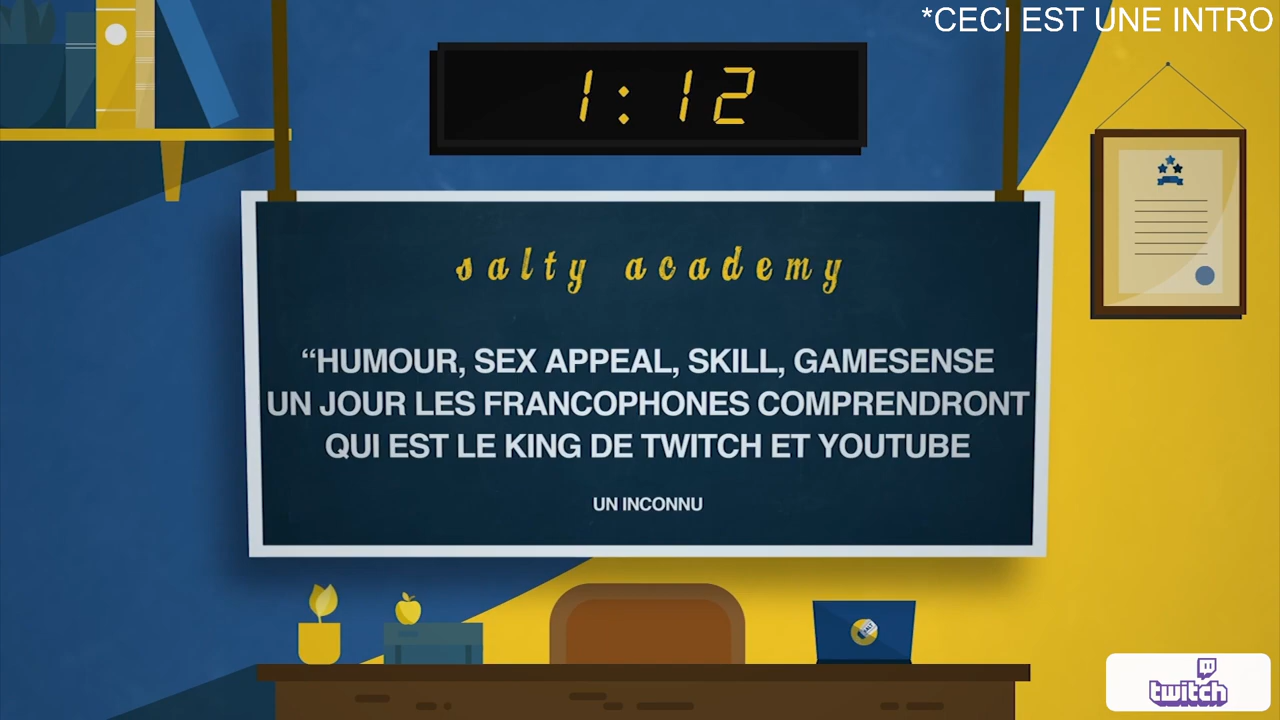 *CECI EST UNE INTRO
1:12
salty academy
“HUMOUR, SEX APPEAL, SKILL, GAMESENSE
UN JOUR LES FRANCOPHONES COMPRENDRONT
QUI EST LE KING DE TWITCH ET YOUTUBE
UN INCONNU
twitch